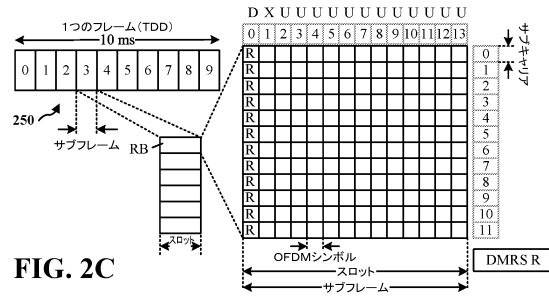 1つのフレーム(TDD)
10 ms
0 1 2 3 4 5 6 7 8 9
250
サブフレーム
RB
スロット
FIG. 2C
D X U U U U U U U U U U U U
0 1 2 3 4 5 6 7 8 9 10 11 12 13
R
R
R
R
R
R
R
R
R
R
R
R
サブキャリア
0
1
2
3
4
5
6
7
8
9
10
11
OFDMシンボル
スロット
サブフレーム
DMRS R